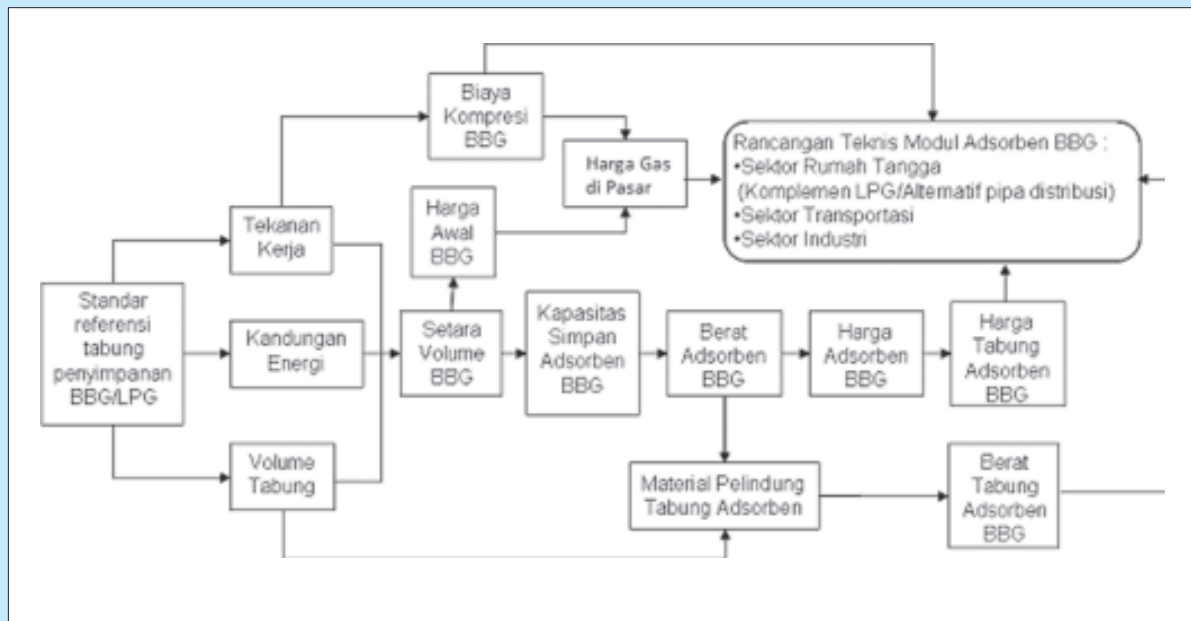 Biaya
Kompresi
BBG
Harga Gas
di Pasar
Rancangan Teknis Modul Adsorben BBG :
•Sektor Rumah Tangga
(Komplemen LPG/Alternatif pipa distribusi)
•Sektor Transportasi
•Sektor Industri
Tekanan
Kerja
Harga
Awal
BBG
Standar
referensi
tabung
penyimpanan
BBG/LPG
Kandungan
Energi
Setara
Volume
BBG
Kapasitas
Simpan
Adsorben
BBG
Berat
Adsorben
BBG
Harga
Adsorben
BBG
Harga
Tabung
Adsorben
BBG
Volume
Tabung
Material Pelindung
Tabung Adsorben
Berat
Tabung
Adsorben
BBG